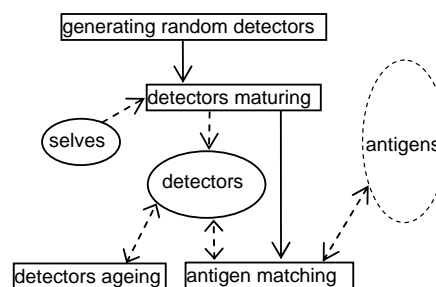 generating random detectors
detectors maturing
selves
antigens
detectors
detectors ageing
antigen matching